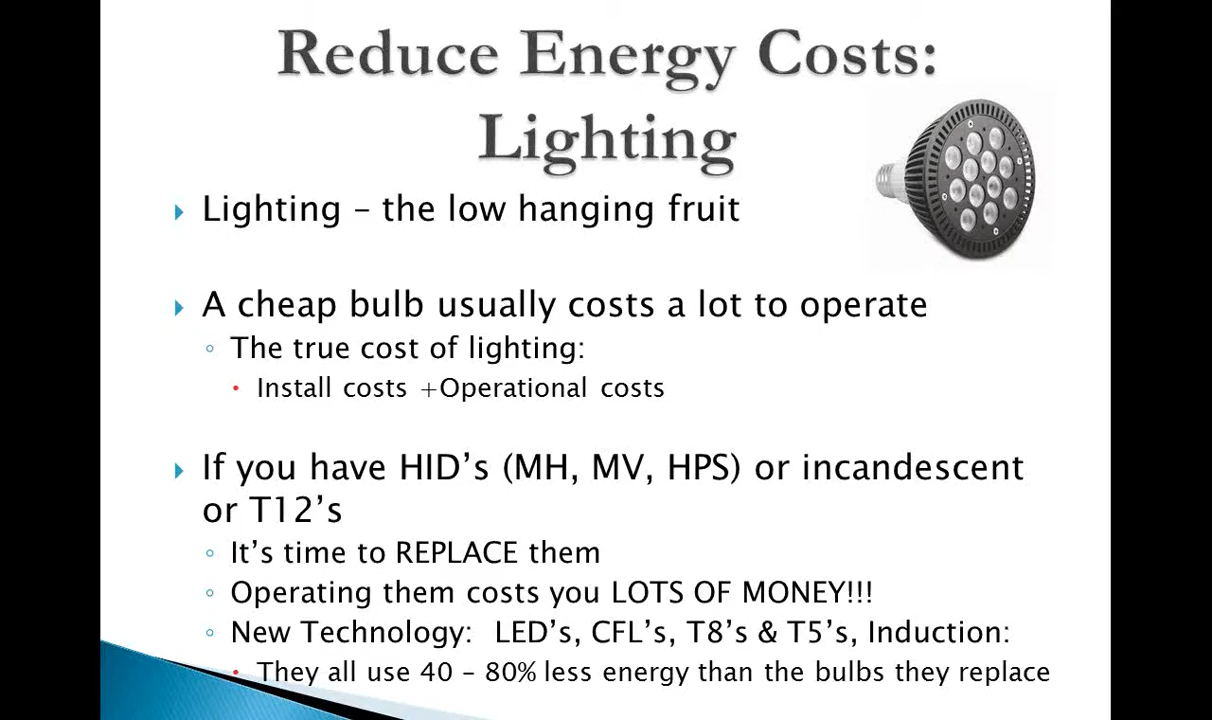 Reduce Energy Costs:
Lighting
Lighting – the low hanging fruit
A cheap bulb usually costs a lot to operate
The true cost of lighting:
Install costs +Operational costs
If you have HID’s (MH, MV, HPS) or incandescent
or T12’s
It’s time to REPLACE them
Operating them costs you LOTS OF MONEY!!!
New Technology:  LED’s, CFL’s, T8’s & T5’s, Induction:
They all use 40 – 80% less energy than the bulbs they replace